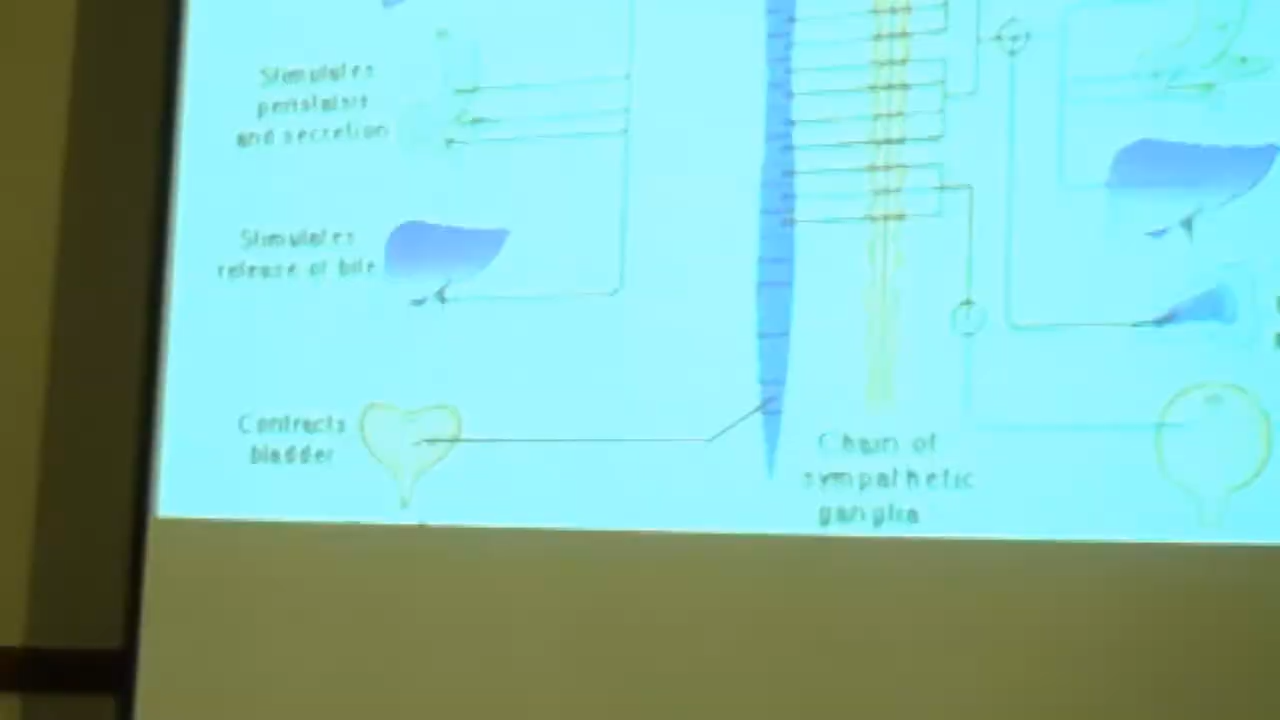 Stimulates
peristalsis
and secretion
Stimulates
release of bile
Contracts
bladder
Chain of
sympathetic
ganglia